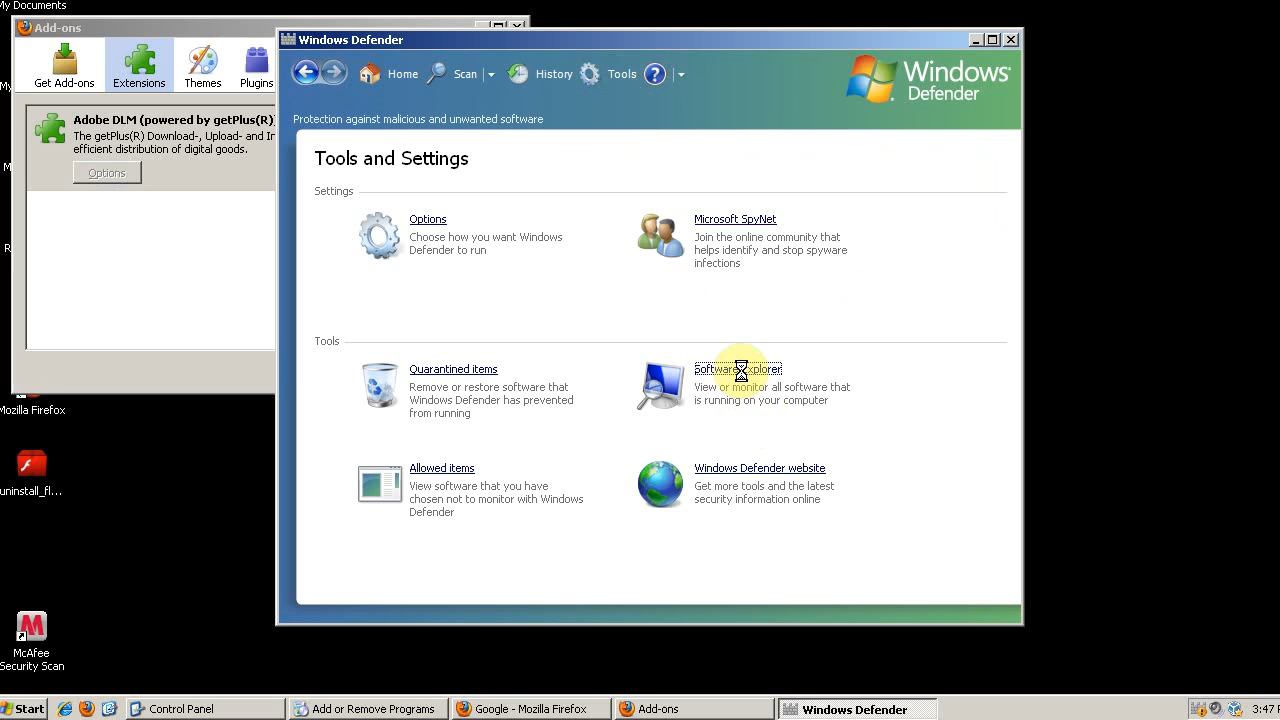 My Documents
Add-ons
Get Add-ons
Extensions
Themes
Plugins
Adobe DLM (powered by getPlus(R)
The getPlus(R) Download-, Upload- and In
efficient distribution of digital goods.
Options
Windows Defender
Home
Scan
History
Tools
?
Windows
Defender
Protection against malicious and unwanted software
Tools and Settings
Settings
Options
Choose how you want Windows
Defender to run
Microsoft SpyNet
Join the online community that
helps identify and stop spyware
infections
Tools
Quarantined items
Remove or restore software that
Windows Defender has prevented
from running
Software Explorer
View or monitor all software that
is running on your computer
Allowed items
View software that you have
chosen not to monitor with Windows
Defender
Windows Defender website
Get more tools and the latest
security information online
Mozilla Firefox
uninstall_fl...
McAfee
Security Scan
Start
Control Panel
Add or Remove Programs
Google - Mozilla Firefox
Add-ons
Windows Defender
3:47